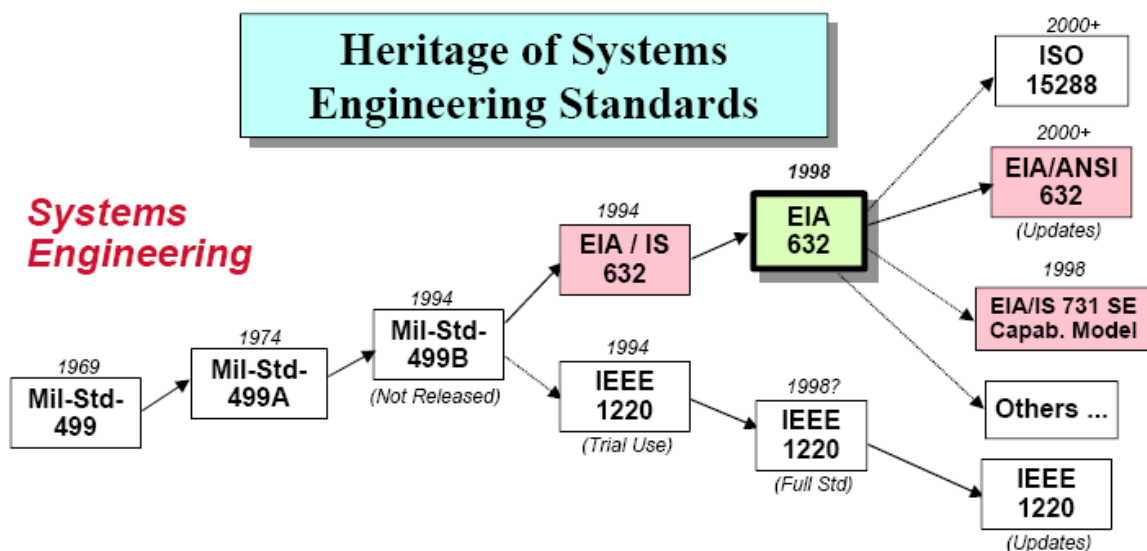 Heritage of Systems
Engineering Standards
Systems
Engineering
1969
Mil-Std-
499
1974
Mil-Std-
499A
1994
Mil-Std-
499B
(Not Released)
1994
EIA / IS
632
1994
IEEE
1220
(Trial Use)
1998
EIA
632
1998?
IEEE
1220
(Full Std)
2000+
ISO
15288
2000+
EIA/ANSI
632
(Updates)
1998
EIA/IS 731 SE
Capab. Model
Others ...
IEEE
1220
(Updates)